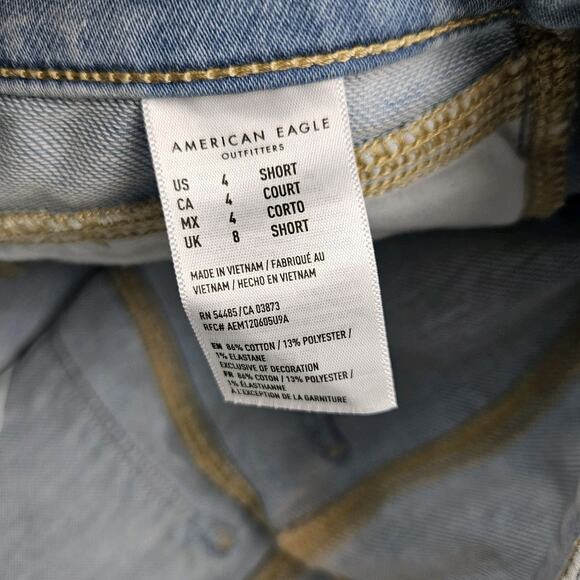 AMERICAN EAGLE
OUTFITTERS
US 4 SHORT
CA 4 COURT
MX 4 CORTO
UK 8 SHORT
MADE IN VIETNAM / FABRIQUÉ AU
VIETNAM / HECHO EN VIETNAM
RN 54485/CA 03873
RFC# AEM120605U9A
EN 86% COTTON / 13% POLYESTER /
1% ELASTANE
EXCLUSIVE OF DECORATION
FR 86% COTON / 13% POLYESTER /
1% ÉLASTHANNE
À L'EXCEPTION DE LA GARNITURE